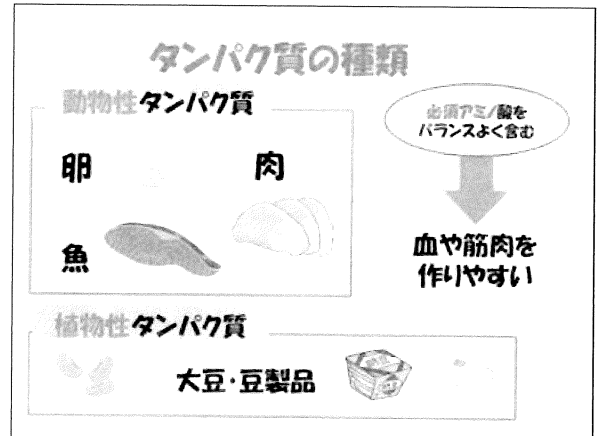 タンパク質の種類
動物性タンパク質
卵
肉
魚
必須アミノ酸を
バランスよく含む
血や筋肉を
作りやすい
植物性タンパク質
大豆・豆製品